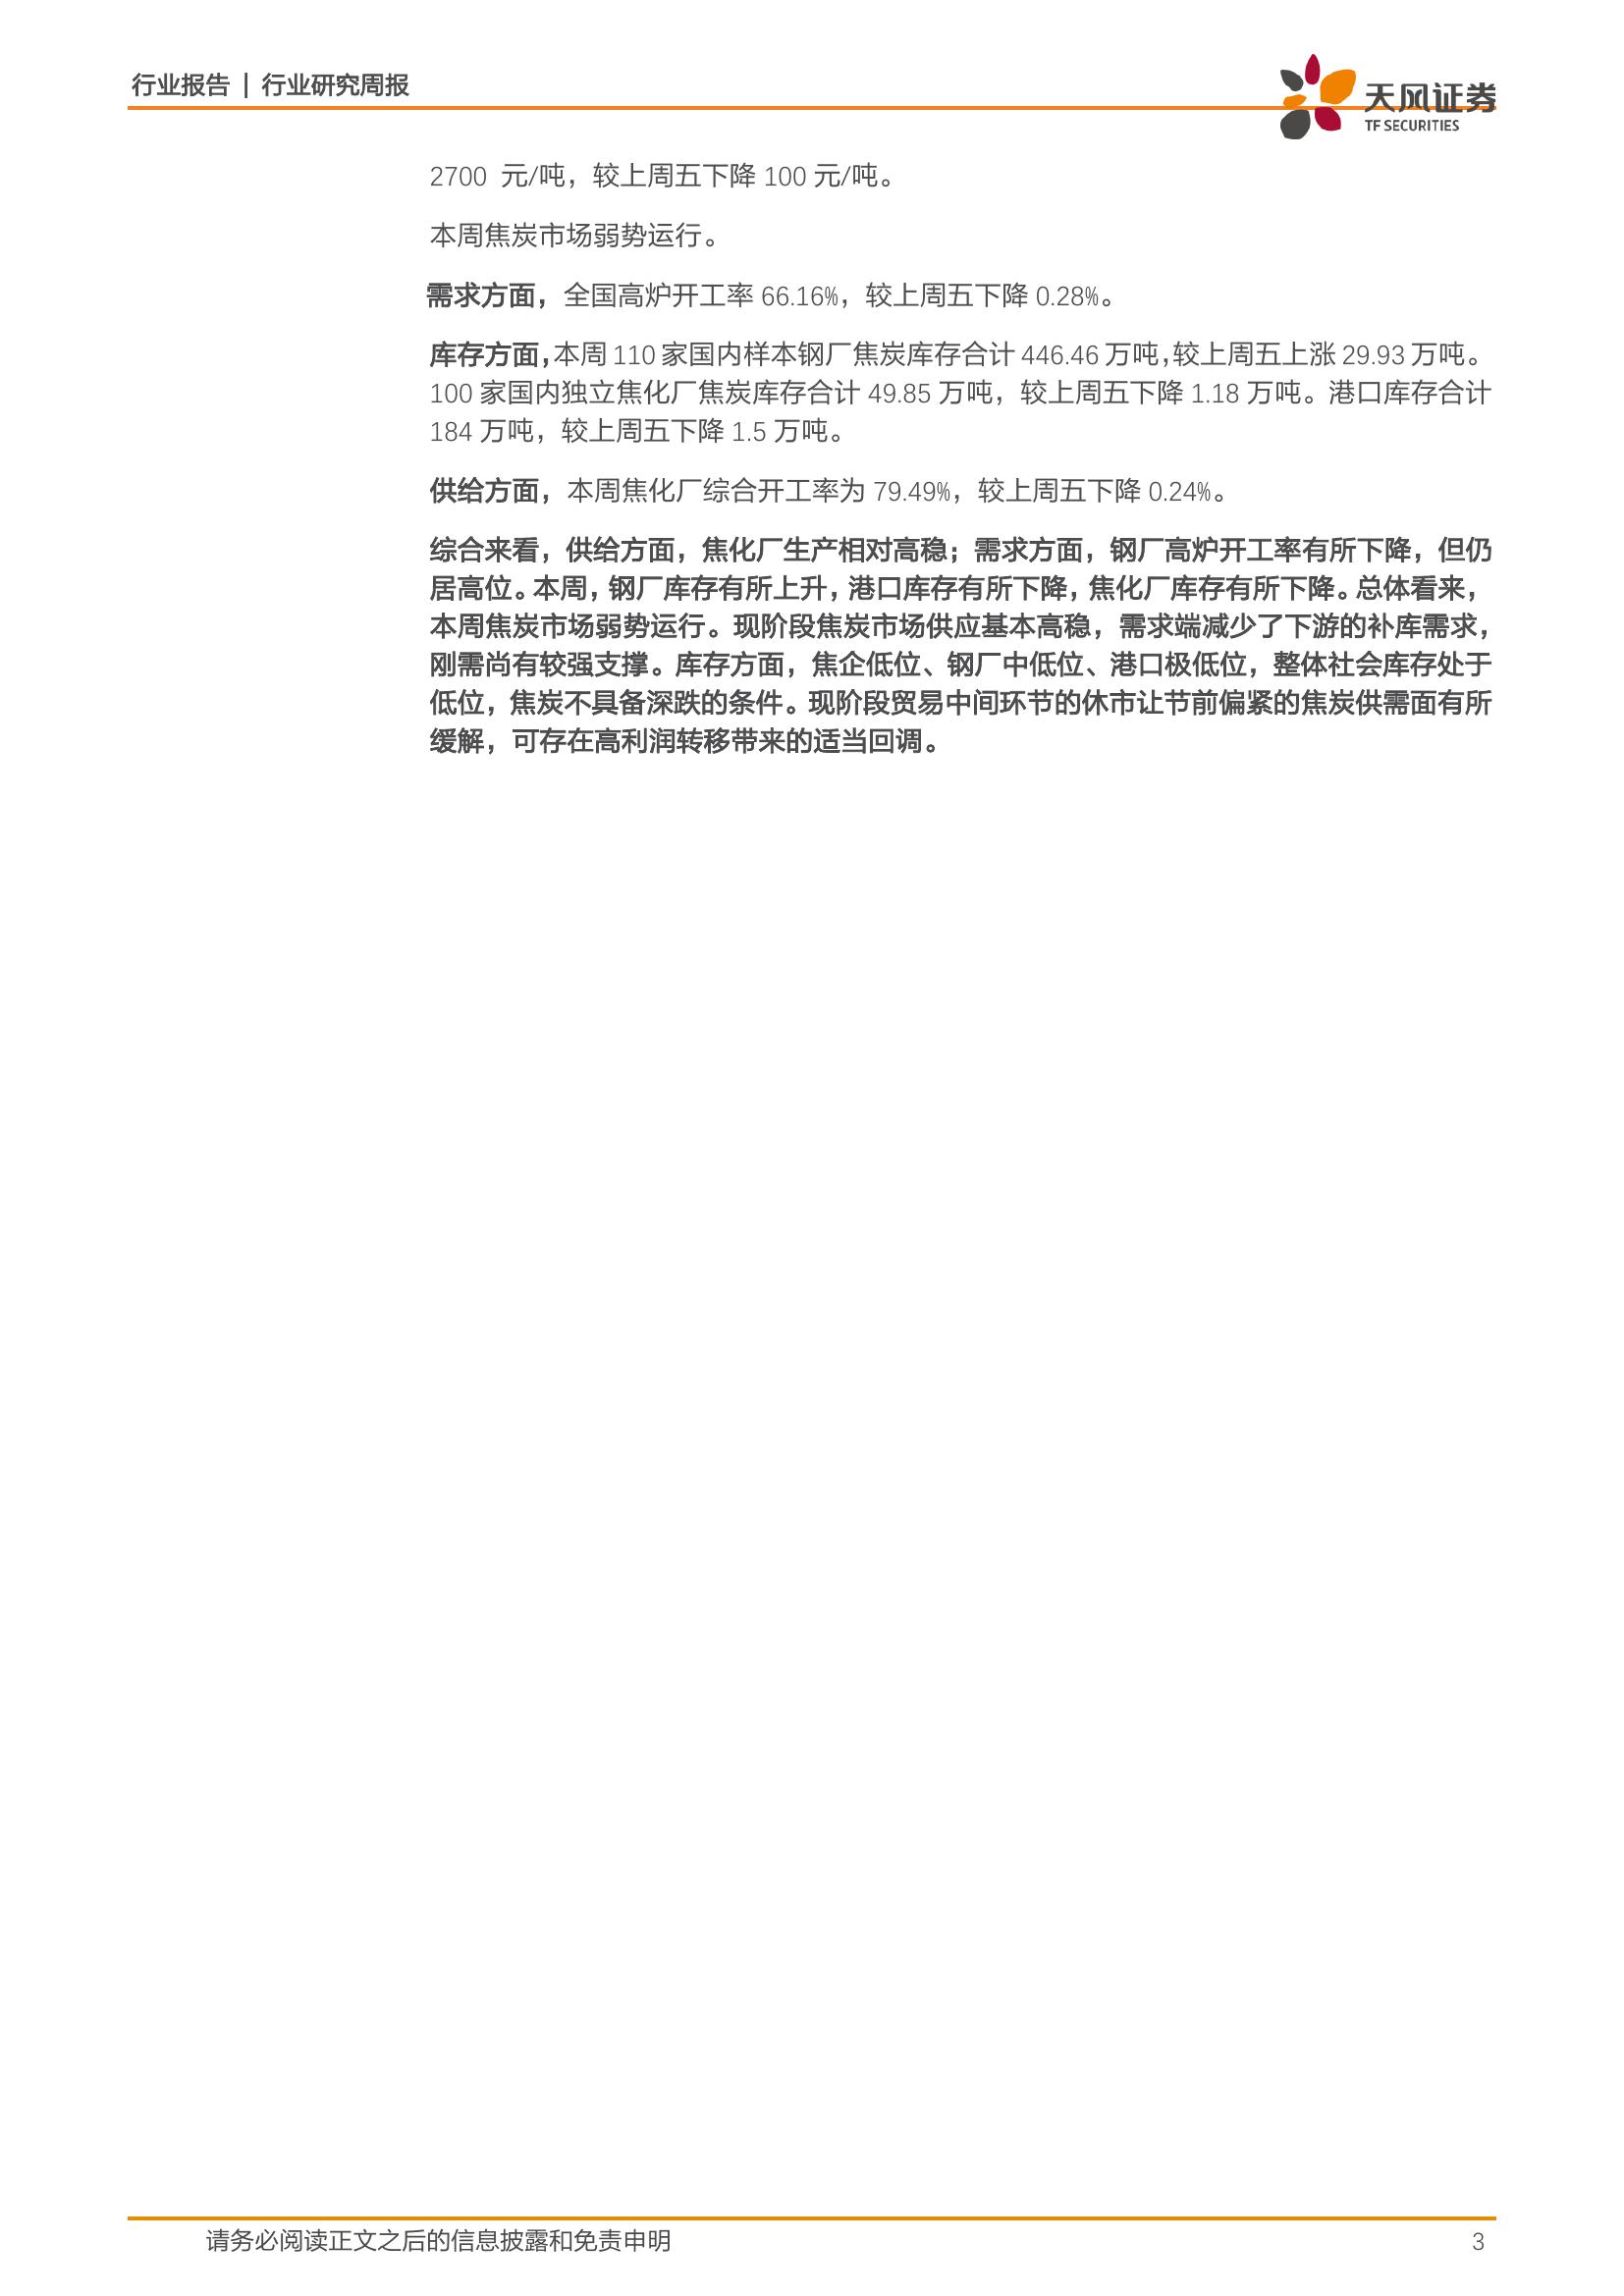 行业报告 | 行业研究周报
天风证券
TF SECURITIES
2700 元/吨，较上周五下降 100 元/吨。
本周焦炭市场弱势运行。
需求方面，全国高炉开工率 66.16%，较上周五下降 0.28%。
库存方面，本周 110 家国内样本钢厂焦炭库存合计 446.46 万吨，较上周五上涨 29.93 万吨。
100 家国内独立焦化厂焦炭库存合计 49.85 万吨，较上周五下降 1.18 万吨。港口库存合计
184 万吨，较上周五下降 1.5 万吨。
供给方面，本周焦化厂综合开工率为 79.49%，较上周五下降 0.24%。
综合来看，供给方面，焦化厂生产相对高稳；需求方面，钢厂高炉开工率有所下降，但仍
居高位。本周，钢厂库存有所上升，港口库存有所下降，焦化厂库存有所下降。总体看来，
本周焦炭市场弱势运行。现阶段焦炭市场供应基本高稳，需求端减少了下游的补库需求，
刚需尚有较强支撑。库存方面，焦企低位、钢厂中低位、港口极低位，整体社会库存处于
低位，焦炭不具备深跌的条件。现阶段贸易中间环节的休市让节前偏紧的焦炭供需面有所
缓解，可存在高利润转移带来的适当回调。
请务必阅读正文之后的信息披露和免责申明
3